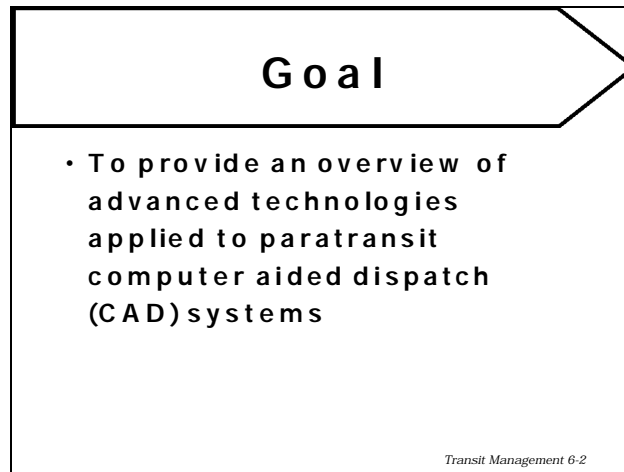 Goal
• To provide an overview of
advanced technologies
applied to paratransit
computer aided dispatch
(CAD) systems
Transit Management 6-2